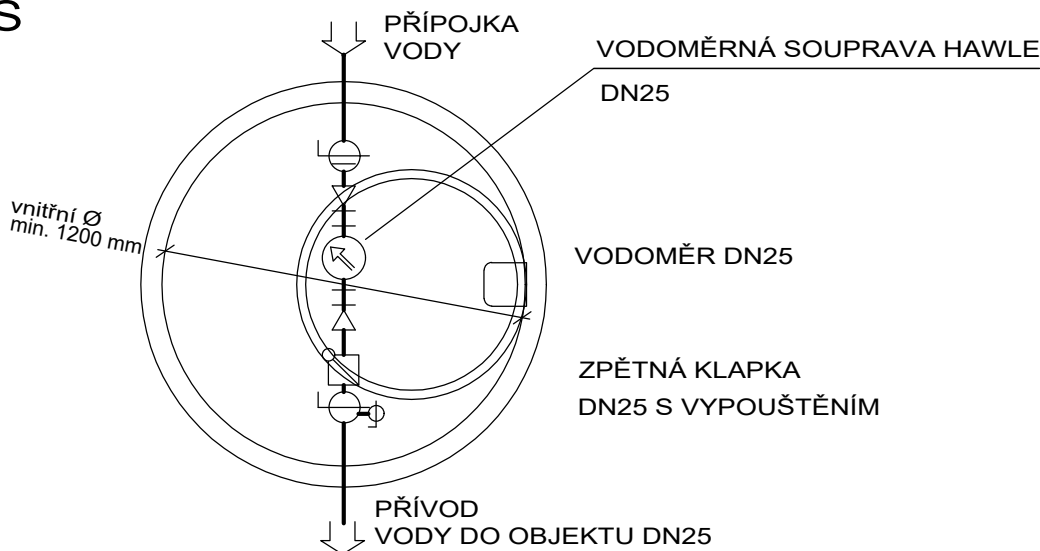 S
PŘÍPOJKA
VODY
VODOMĚRNÁ SOUPRAVA HAWLE
DN25
vnitřní Ø
min. 1200 mm
VODOMĚR DN25
ZPĚTNÁ KLAPKA
DN25 S VYPOUŠTĚNÍM
PŘÍVOD
VODY DO OBJEKTU DN25